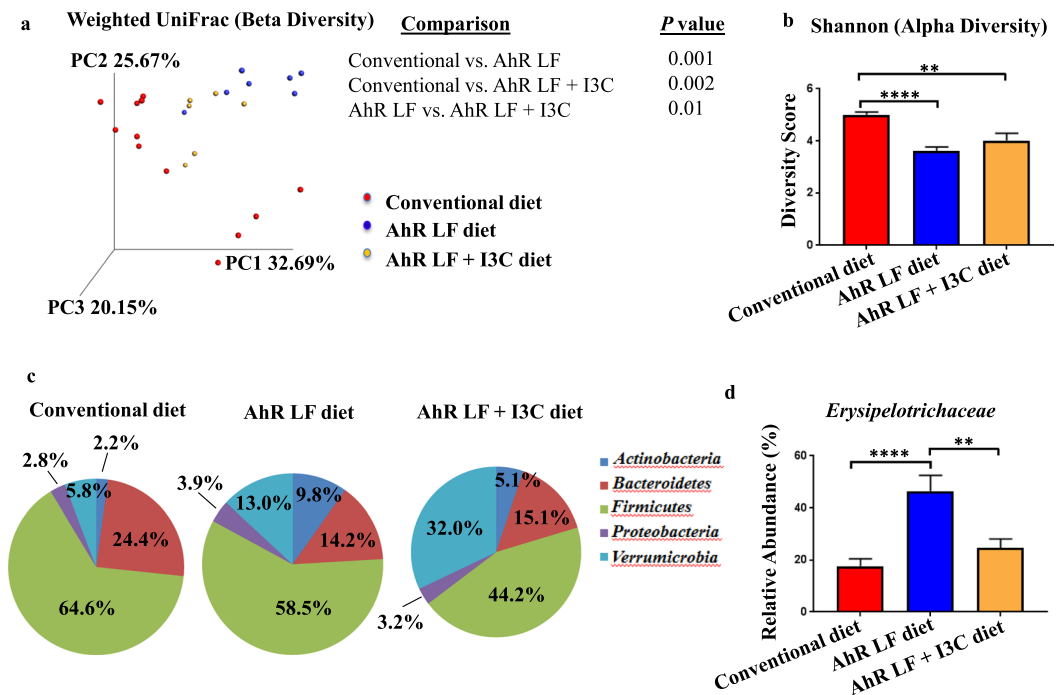 a
Weighted UniFrac (Beta Diversity)
PC2 25.67%
PC1 32.69%
PC3 20.15%
Comparison P value
Conventional vs. AhR LF 0.001
Conventional vs. AhR LF + I3C 0.002
AhR LF vs. AhR LF + I3C 0.01
Conventional diet
AhR LF diet
AhR LF + I3C diet
b
Shannon (Alpha Diversity)
**
****
Diversity Score
6
4
2
0
Conventional diet
AhR LF diet
AhR LF + I3C diet
c
Conventional diet
2.2%
2.8%
5.8%
24.4%
64.6%
AhR LF diet
3.9%
13.0%
9.8%
14.2%
58.5%
AhR LF + I3C diet
5.1%
15.1%
32.0%
44.2%
3.2%
Actinobacteria
Bacteroidetes
Firmicutes
Proteobacteria
Verrumicrobia
d
Erysipelotrichaceae
****
**
Relative Abundance (%)
60
40
20
0
Conventional diet
AhR LF diet
AhR LF + I3C diet